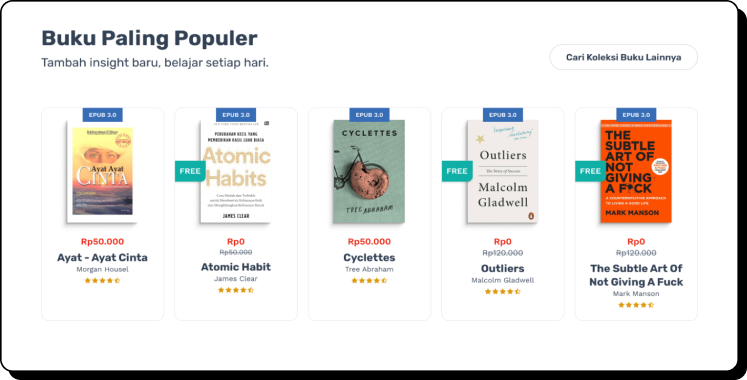 Buku Paling Populer
Tambah insight baru, belajar setiap hari.
Cari Koleksi Buku Lainnya
EPUB 3.0
Ayat Ayat
CINTA
Rp50.000
Ayat - Ayat Cinta
Morgan Housel
EPUB 3.0
PERUBAHAN KECIL YANG
MEMBERIKAN HASIL LUAR BIASA
FREE
Atomic
Habits
JAMES CLEAR
Rp0
Rp50.000
Atomic Habit
James Clear
EPUB 3.0
CYCLETTES
TREE ABRAHAM
Rp50.000
Cyclettes
Tree Abraham
EPUB 3.0
Outliers
The Story of Success
FREE
Malcolm
Gladwell
Rp0
Rp120.000
Outliers
Malcolm Gladwell
EPUB 3.0
THE
SUBTLE
ART OF
NOT
GIVING
A F*CK
FREE
A COUNTERINTUITIVE APPROACH
TO LIVING A GOOD LIFE
MARK MANSON
Rp0
Rp120.000
The Subtle Art Of
Not Giving A Fuck
Mark Manson